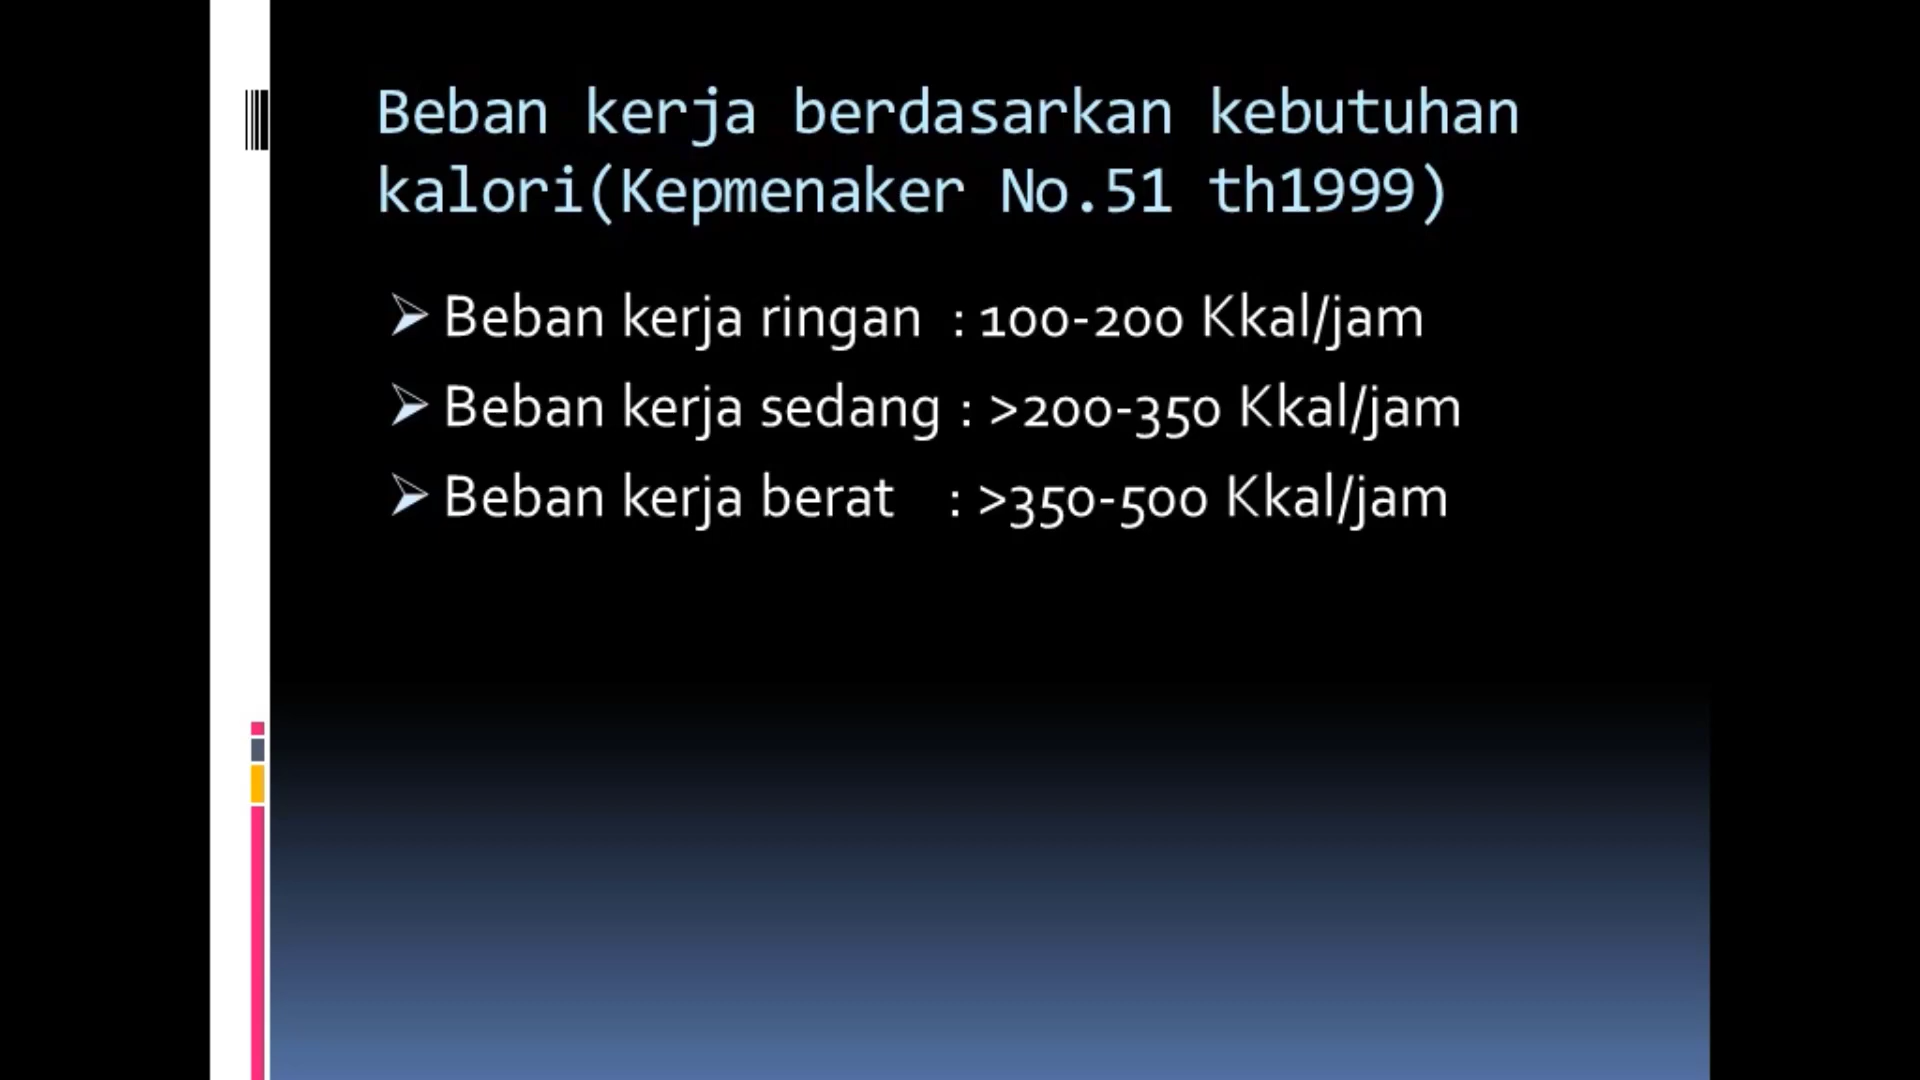 Beban kerja berdasarkan kebutuhan
kalori(Kepmenaker No.51 th1999)
Beban kerja ringan : 100-200 Kkal/jam
Beban kerja sedang : >200-350 Kkal/jam
Beban kerja berat : >350-500 Kkal/jam